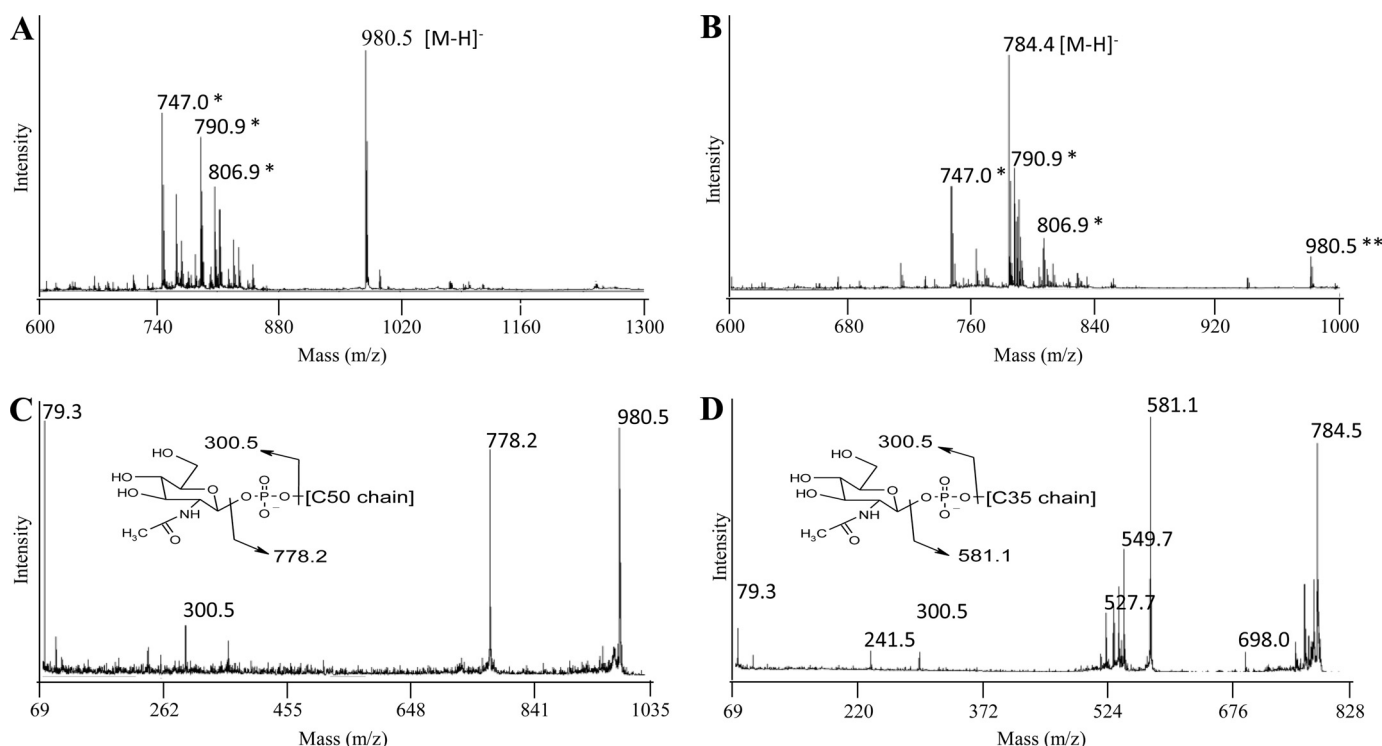 A
980.5 [M-H]-
747.0 *
790.9 *
806.9 *
Intensity
600 740 880 1020 1160 1300
Mass (m/z)
B
784.4 [M-H]-
747.0 *
790.9 *
806.9 *
980.5 **
Intensity
600 680 760 840 920 1000
Mass (m/z)
C
79.3
980.5
778.2
300.5
HO
HO
HO
O
O
O
P
O
O-
[C50 chain]
NH
H3C
O
778.2
300.5
Intensity
69 262 455 648 841 1035
Mass (m/z)
D
581.1
784.5
300.5
HO
HO
HO
O
O
O
P
O
O-
[C35 chain]
NH
H3C
O
581.1
549.7
79.3
527.7
300.5
241.5
698.0
Intensity
69 220 372 524 676 828
Mass (m/z)